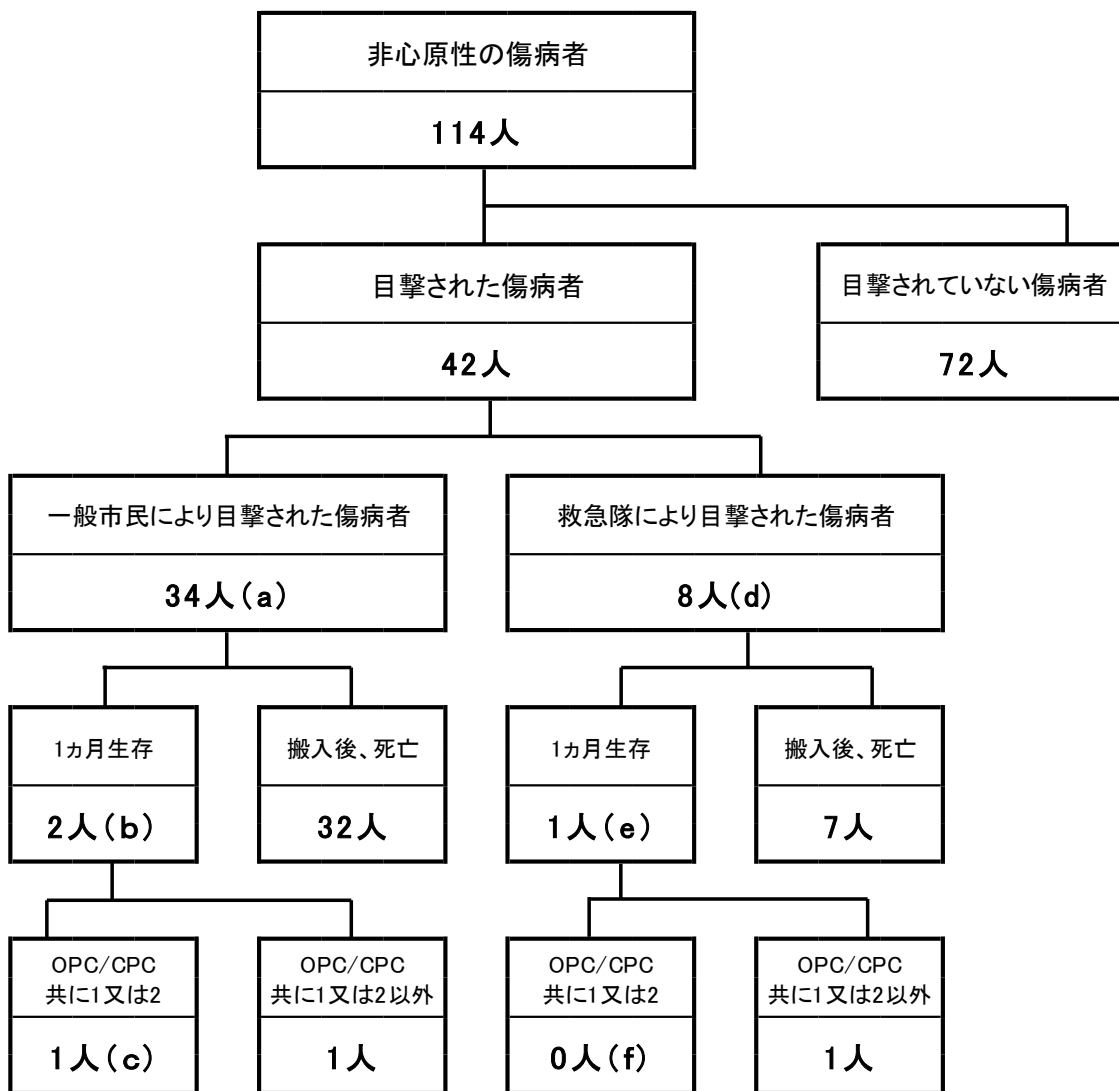 非心原性の傷病者
114人
目撃された傷病者
42人
目撃されていない傷病者
72人
一般市民により目撃された傷病者
34人(a)
救急隊により目撃された傷病者
8人(d)
1ヵ月生存
2人(b)
搬入後、死亡
32人
1ヵ月生存
1人(e)
搬入後、死亡
7人
OPC/CPC
共に1又は2
1人(c)
OPC/CPC
共に1又は2以外
1人
OPC/CPC
共に1又は2
0人(f)
OPC/CPC
共に1又は2以外
1人